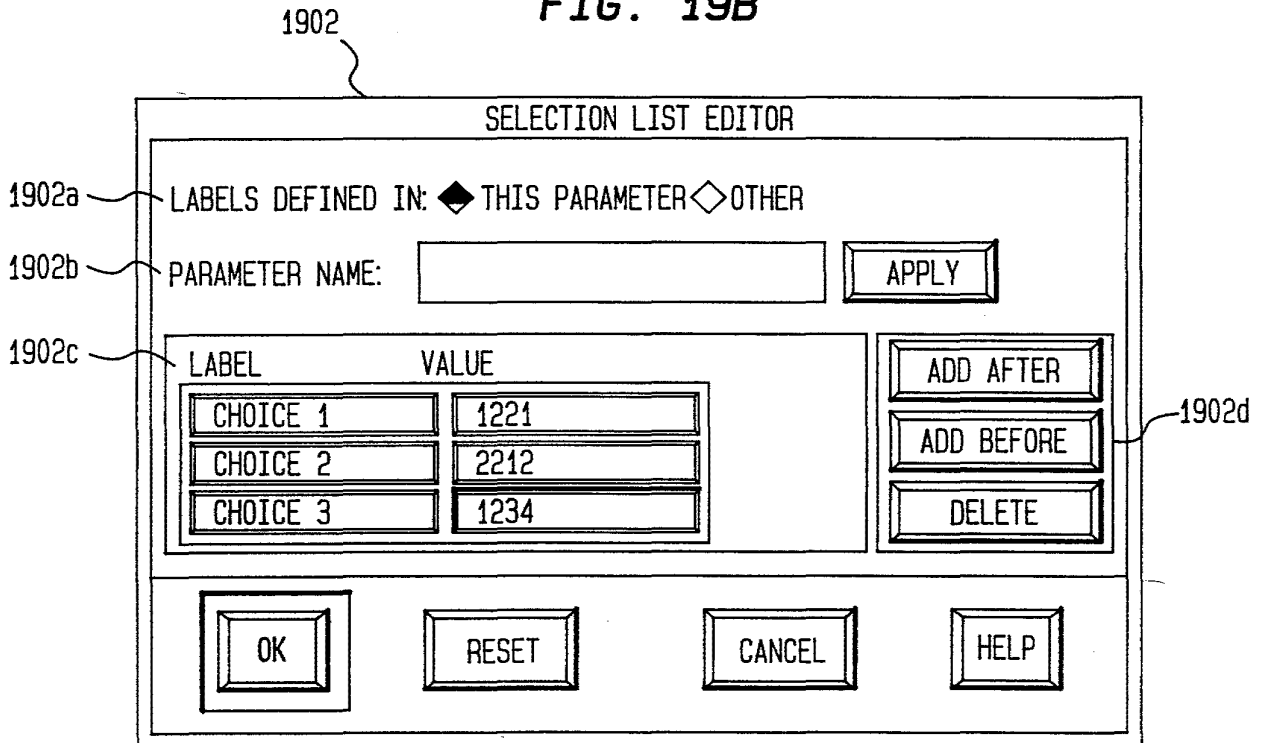 FIG. 19B
1902
SELECTION LIST EDITOR
1902a LABELS DEFINED IN: THIS PARAMETER OTHER
1902b PARAMETER NAME: APPLY
1902c LABEL VALUE
CHOICE 1 1221
CHOICE 2 2212
CHOICE 3 1234
ADD AFTER
ADD BEFORE
DELETE
1902d
OK RESET CANCEL HELP